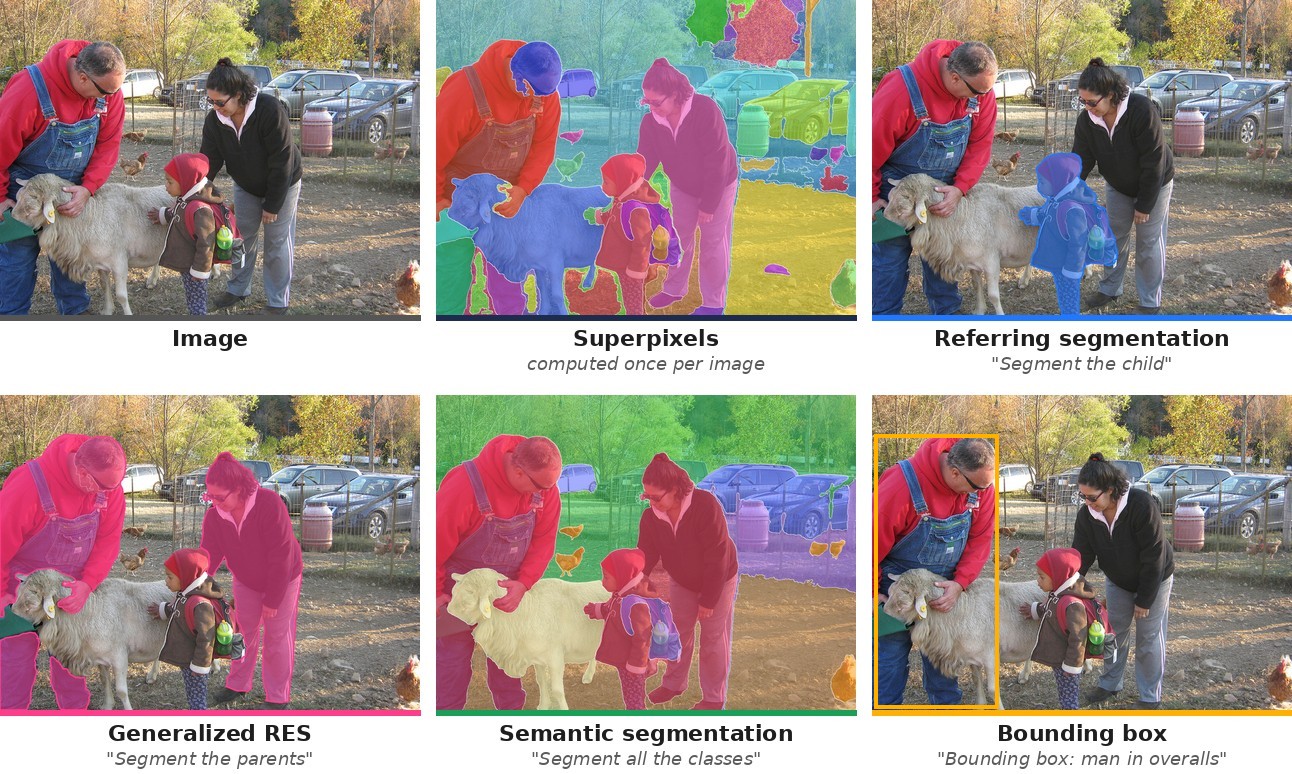 Image
Superpixels
computed once per image
Referring segmentation
"Segment the child"
Generalized RES
"Segment the parents"
Semantic segmentation
"Segment all the classes"
Bounding box
"Bounding box: man in overalls"